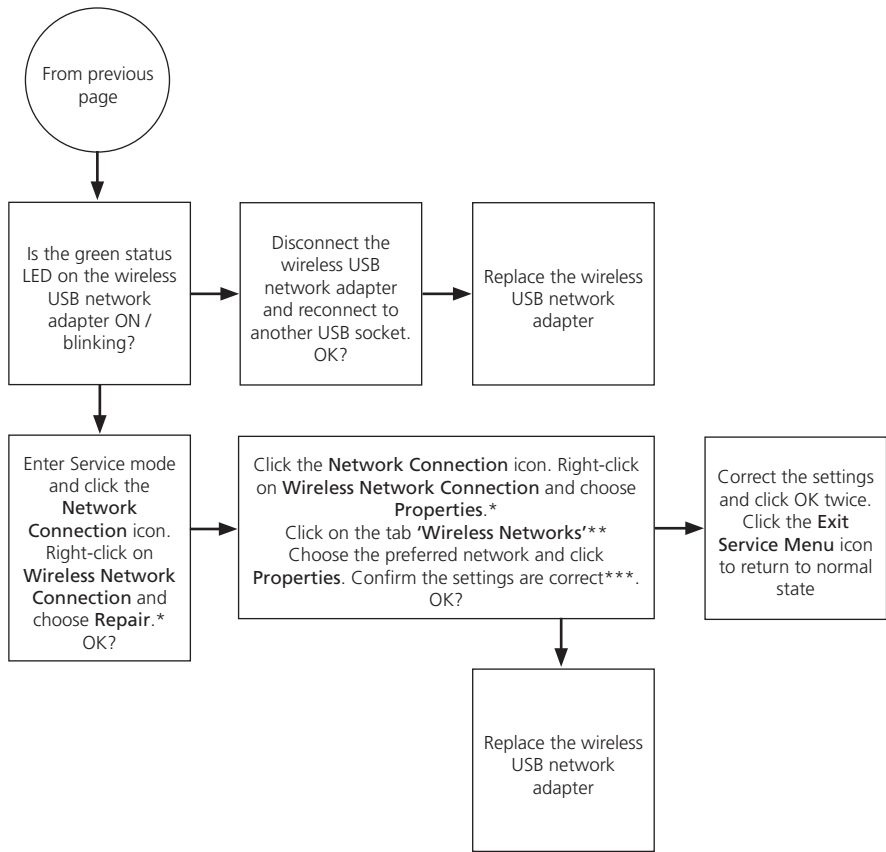 From previous
page
Is the green status
LED on the wireless
USB network
adapter ON /
blinking?
Disconnect the
wireless USB
network adapter
and reconnect to
another USB socket.
OK?
Replace the wireless
USB network
adapter
Enter Service mode
and click the
Network
Connection icon.
Right-click on
Wireless Network
Connection and
choose Repair.*
OK?
Click the Network Connection icon. Right-click
on Wireless Network Connection and choose
Properties.*
Click on the tab 'Wireless Networks'**
Choose the preferred network and click
Properties. Confirm the settings are correct***.
OK?
Correct the settings
and click OK twice.
Click the Exit
Service Menu icon
to return to normal
state
Replace the wireless
USB network
adapter